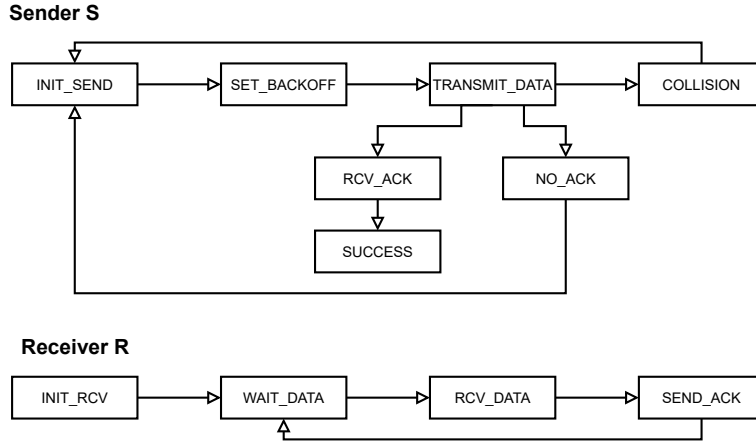 Sender S
INIT_SEND
SET_BACKOFF
TRANSMIT_DATA
COLLISION
RCV_ACK
NO_ACK
SUCCESS
Receiver R
INIT_RCV
WAIT_DATA
RCV_DATA
SEND_ACK